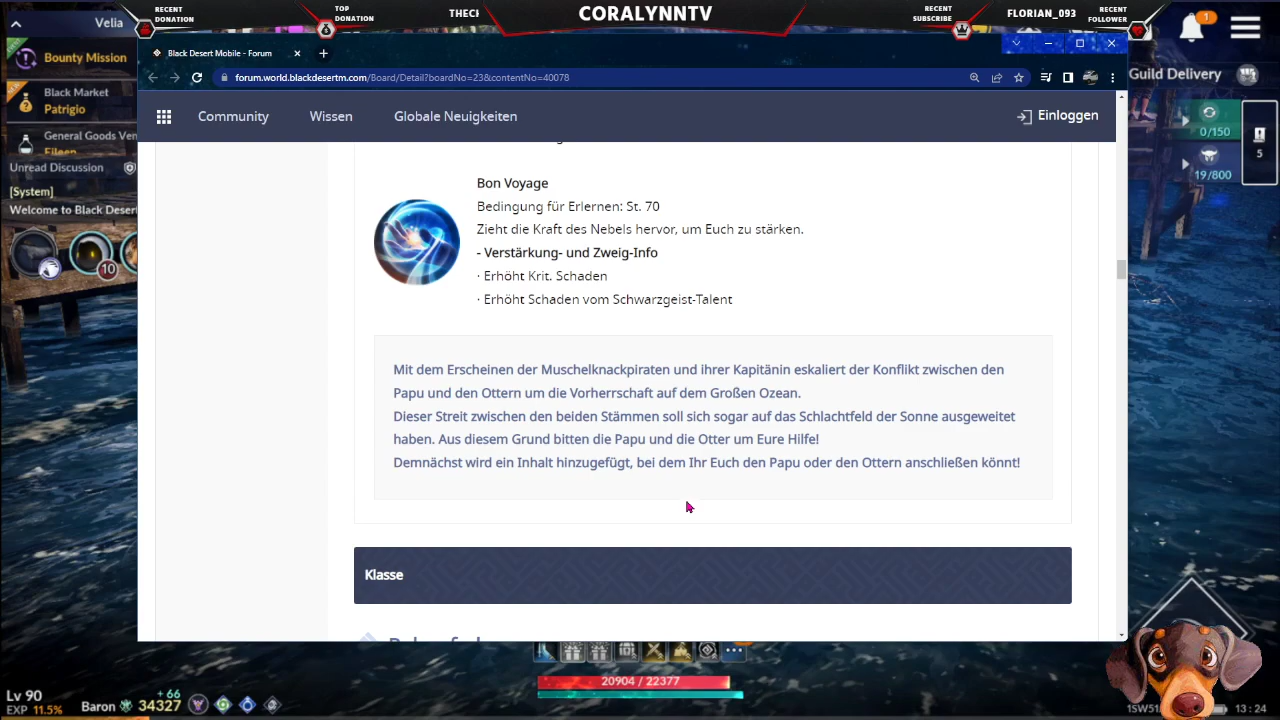 RECENT
DONATION
TOP
DONATION
THECI
CORALYNNTV
RECENT
SUBSCRIBE
FLORIAN_093
RECENT
FOLLOWER
Velia
Bounty Mission
Black Market
Patrigio
General Goods Ven
Eileen
Unread Discussion
[System]
Welcome to Black Desert
10
1
Guild Delivery
0/150
19/800
5
Black Desert Mobile - Forum
forum.world.blackdesertm.com/Board/Detail?boardNo=23&contentNo=40078
Community
Wissen
Globale Neuigkeiten
Einloggen
Bon Voyage
Bedingung für Erlernen: St. 70
Zieht die Kraft des Nebels hervor, um Euch zu stärken.
- Verstärkung- und Zweig-Info
· Erhöht Krit. Schaden
· Erhöht Schaden vom Schwarzgeist-Talent
Mit dem Erscheinen der Muschelknackpiraten und ihrer Kapitänin eskaliert der Konflikt zwischen den
Papu und den Ottern um die Vorherrschaft auf dem Großen Ozean.
Dieser Streit zwischen den beiden Stämmen soll sich sogar auf das Schlachtfeld der Sonne ausgeweitet
haben. Aus diesem Grund bitten die Papu und die Otter um Eure Hilfe!
Demnächst wird ein Inhalt hinzugefügt, bei dem Ihr Euch den Papu oder den Ottern anschließen könnt!
Klasse
20904 / 22377
Lv 90
EXP 11.5%
Baron
+ 66
34327
13 : 24